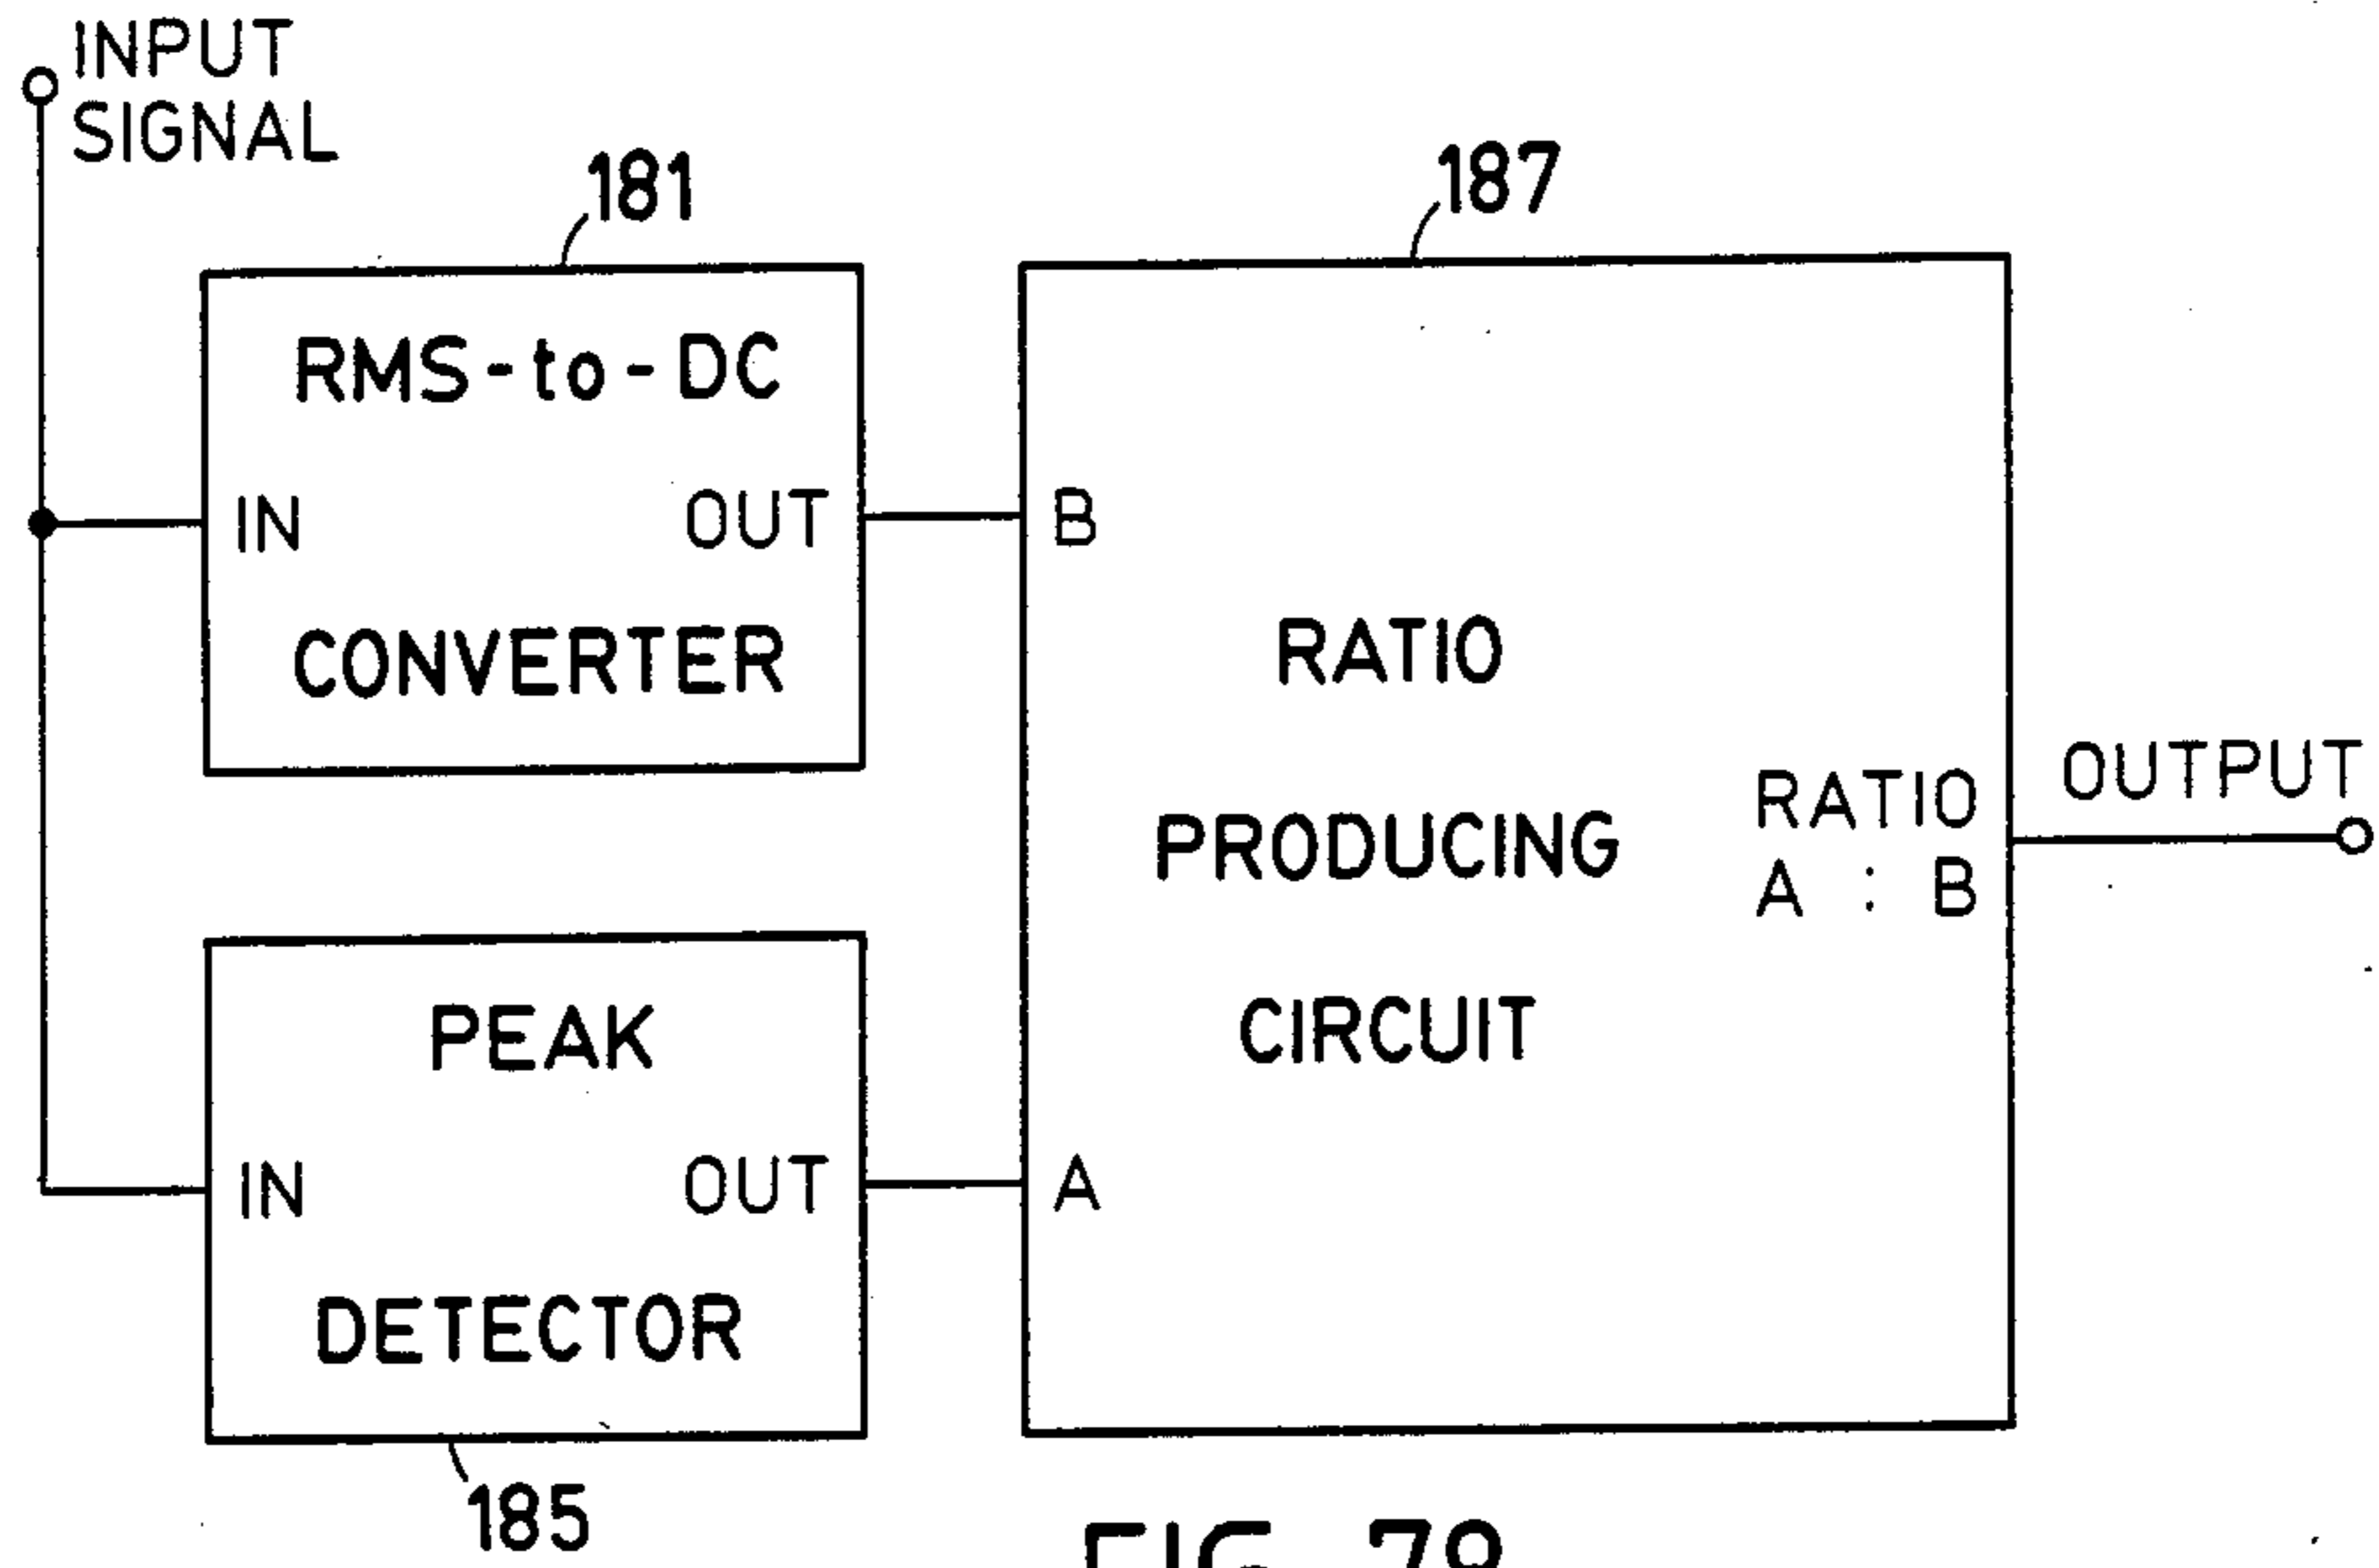 INPUT
SIGNAL
181
187
RMS-to-DC
IN
OUT
CONVERTER
B
RATIO
PRODUCING
CIRCUIT
RATIO
A : B
OUTPUT
PEAK
IN
OUT
DETECTOR
A
185